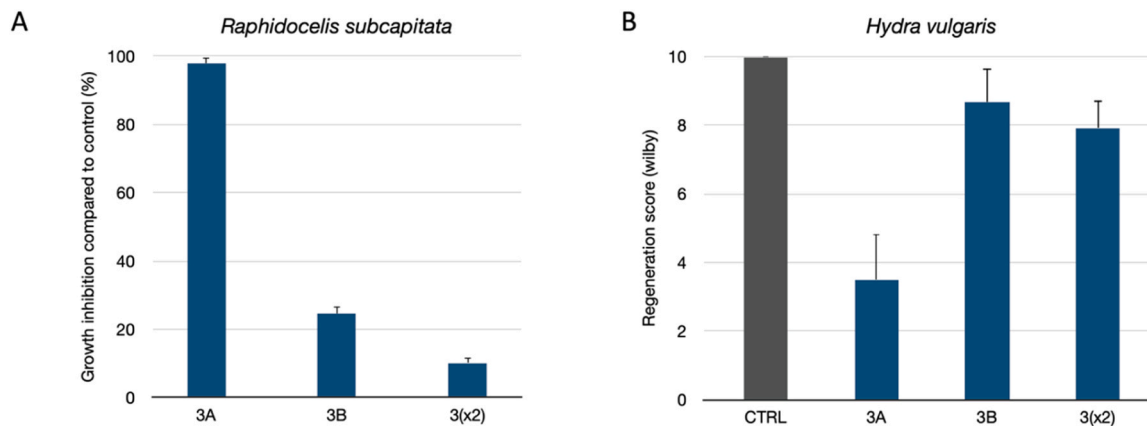 A
Raphidocelis subcapitata
Growth inhibition compared to control (%)
100
80
60
40
20
0
3A
3B
3(x2)
B
Hydra vulgaris
Regeneration score (wilby)
10
8
6
4
2
0
CTRL
3A
3B
3(x2)